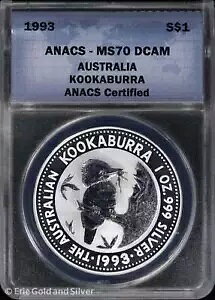 1993 S$1
ANACS - MS70 DCAM
AUSTRALIA
KOOKABURRA
ANACS Certified
THE AUSTRALIAN KOOKABURRA 1 OZ 999 SILVER
·1993·
© Eric Gold and Silver